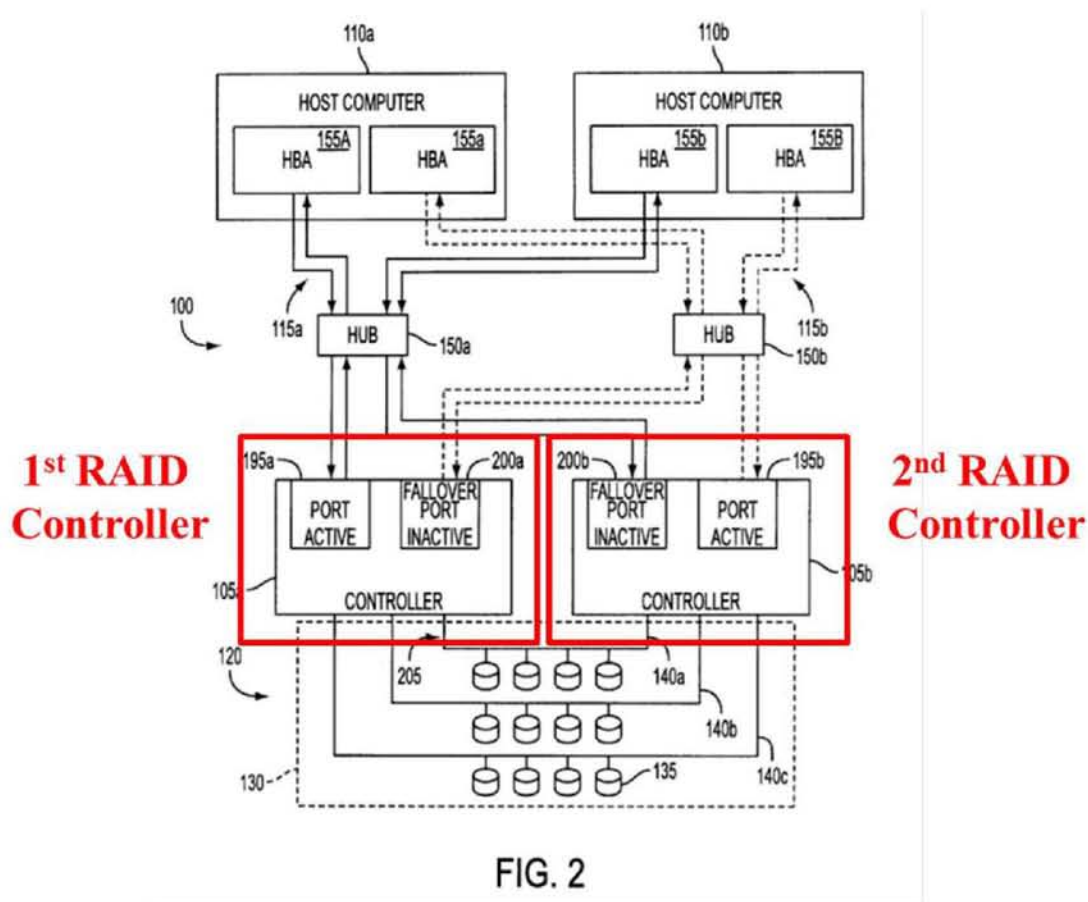 110a
110b
HOST COMPUTER
HOST COMPUTER
155A
HBA
155a
HBA
155b
HBA
155B
HBA
100
115a
HUB
150a
HUB
115b
150b
1st RAID
Controller
195a
200a
200b
195b
2nd RAID
Controller
PORT
ACTIVE
FALLOVER
PORT
INACTIVE
FALLOVER
PORT
INACTIVE
PORT
ACTIVE
105a
CONTROLLER
CONTROLLER
105b
120
205
140a
140b
130
135
140c
FIG. 2